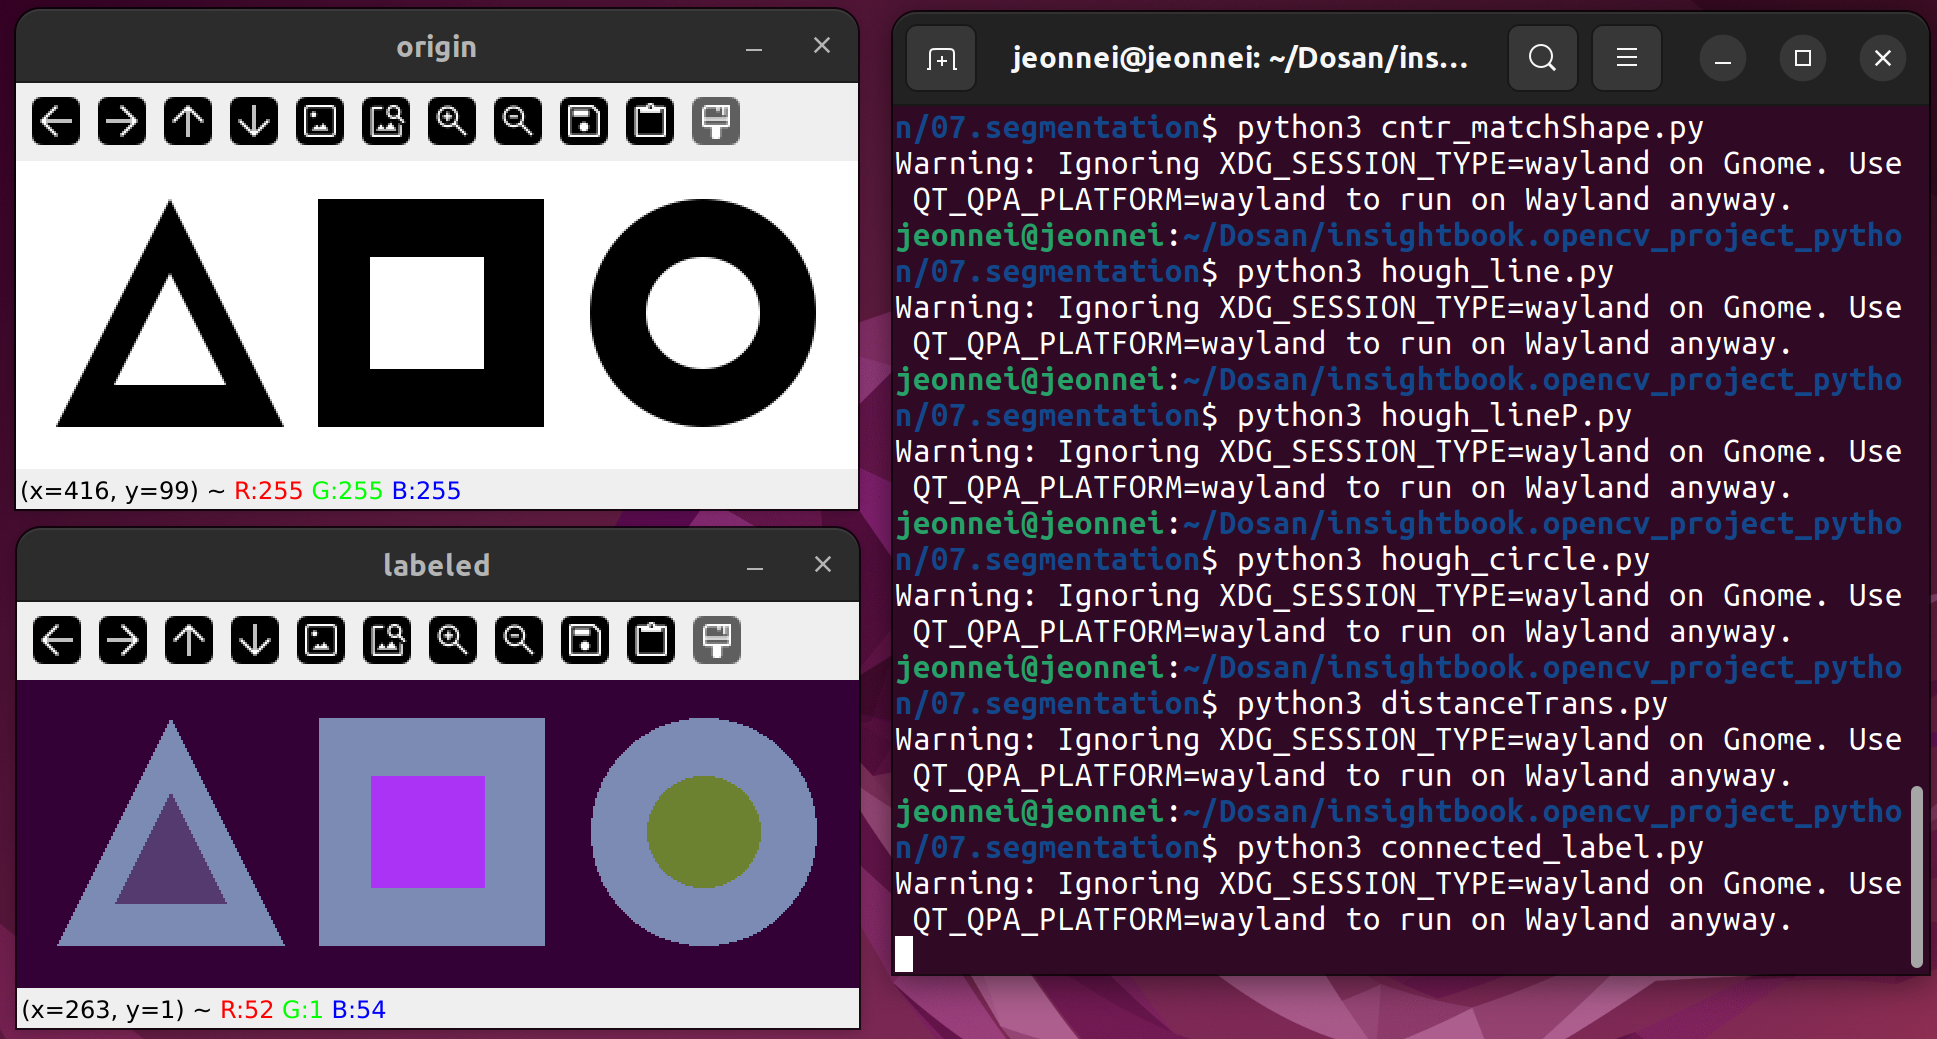 origin
(x=416, y=99) ~ R:255 G:255 B:255
labeled
(x=263, y=1) ~ R:52 G:1 B:54
jeonnei@jeonnei: ~/Dosan/ins...
n/07.segmentation$ python3 cntr_matchShape.py
Warning: Ignoring XDG_SESSION_TYPE=wayland on Gnome. Use
QT_QPA_PLATFORM=wayland to run on Wayland anyway.
jeonnei@jeonnei:~/Dosan/insightbook.opencv_project_pytho
n/07.segmentation$ python3 hough_line.py
Warning: Ignoring XDG_SESSION_TYPE=wayland on Gnome. Use
QT_QPA_PLATFORM=wayland to run on Wayland anyway.
jeonnei@jeonnei:~/Dosan/insightbook.opencv_project_pytho
n/07.segmentation$ python3 hough_lineP.py
Warning: Ignoring XDG_SESSION_TYPE=wayland on Gnome. Use
QT_QPA_PLATFORM=wayland to run on Wayland anyway.
jeonnei@jeonnei:~/Dosan/insightbook.opencv_project_pytho
n/07.segmentation$ python3 hough_circle.py
Warning: Ignoring XDG_SESSION_TYPE=wayland on Gnome. Use
QT_QPA_PLATFORM=wayland to run on Wayland anyway.
jeonnei@jeonnei:~/Dosan/insightbook.opencv_project_pytho
n/07.segmentation$ python3 distanceTrans.py
Warning: Ignoring XDG_SESSION_TYPE=wayland on Gnome. Use
QT_QPA_PLATFORM=wayland to run on Wayland anyway.
jeonnei@jeonnei:~/Dosan/insightbook.opencv_project_pytho
n/07.segmentation$ python3 connected_label.py
Warning: Ignoring XDG_SESSION_TYPE=wayland on Gnome. Use
QT_QPA_PLATFORM=wayland to run on Wayland anyway.